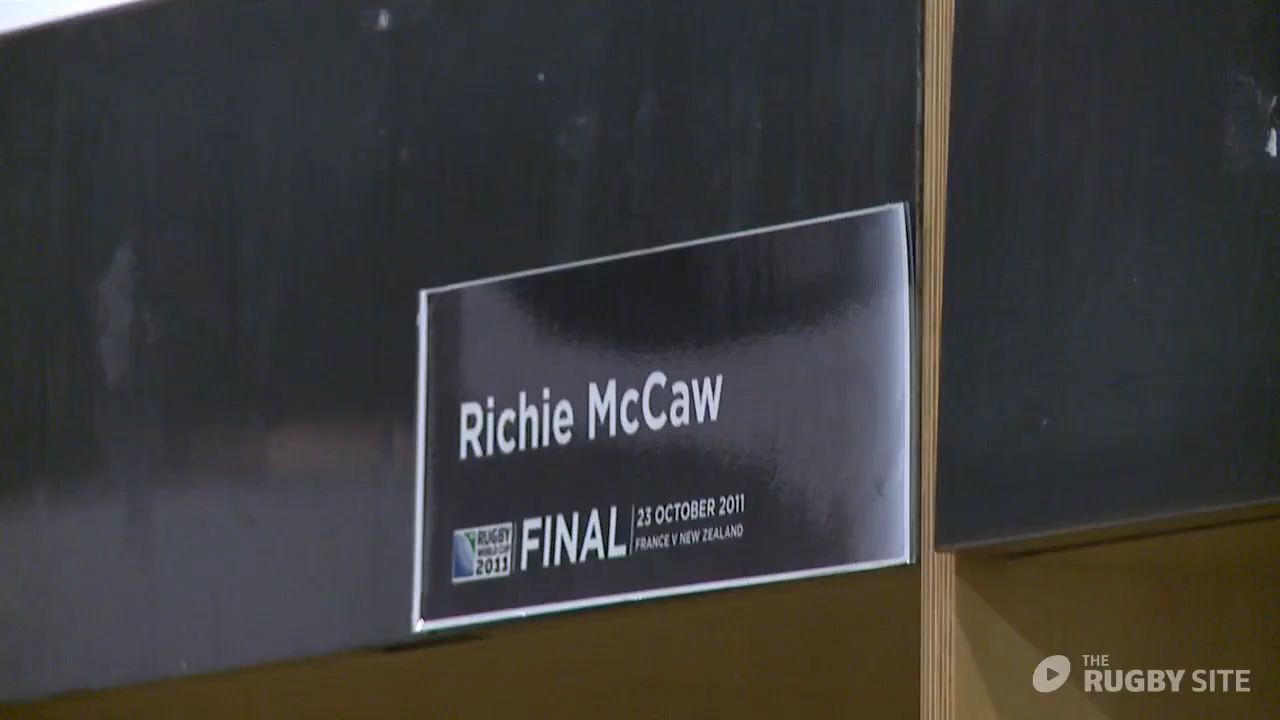 Richie McCaw
RUGBY
WORLD CUP
2011
FINAL
23 OCTOBER 2011
FRANCE V NEW ZEALAND
THE
RUGBY SITE